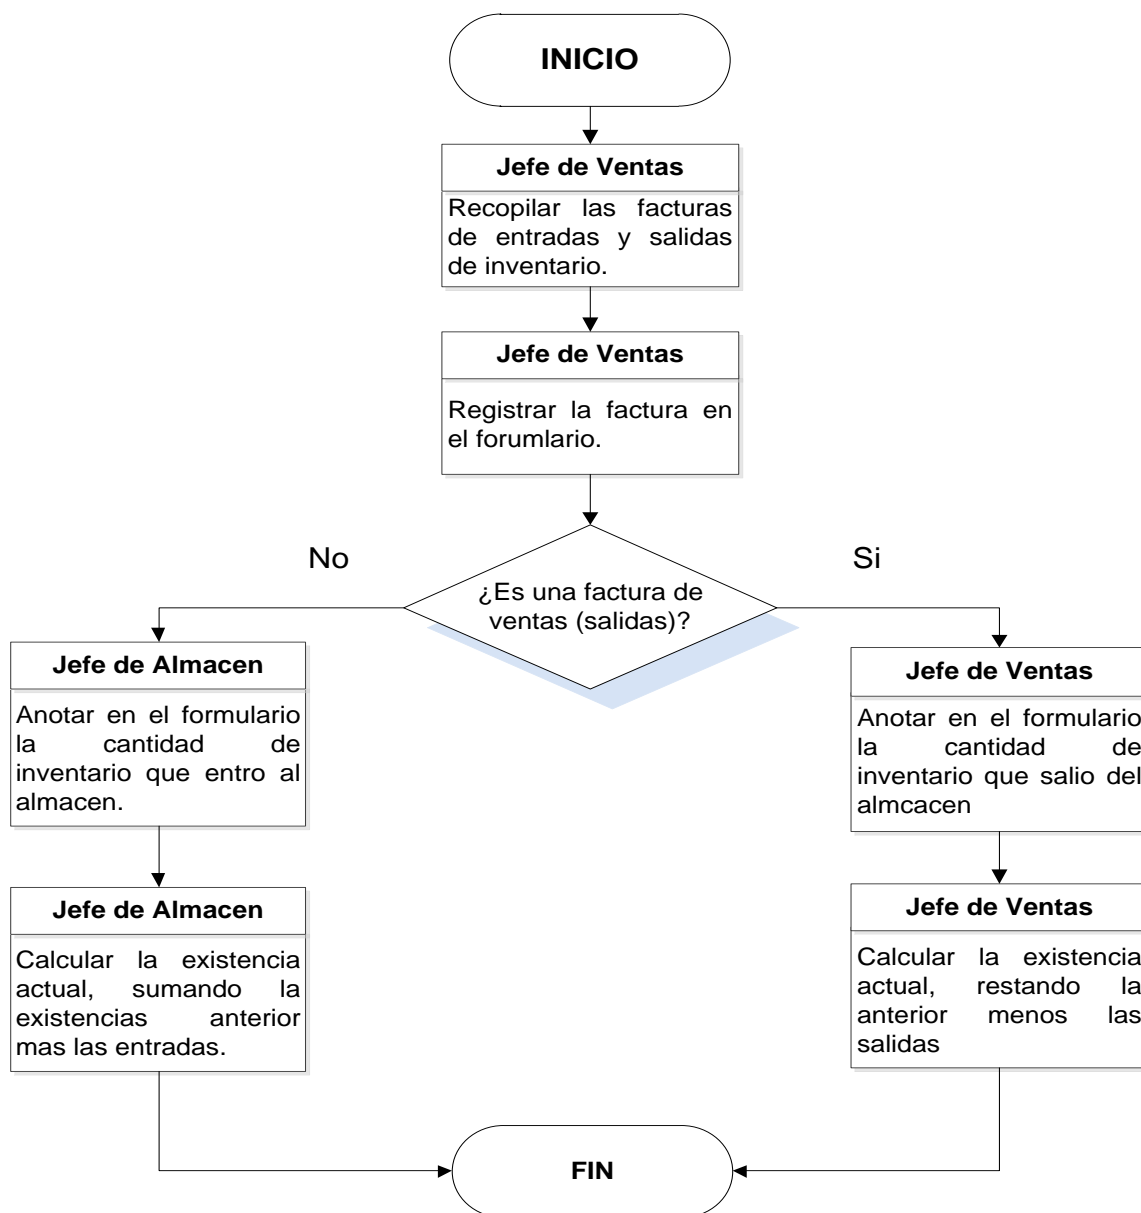 INICIO
Jefe de Ventas
Recopilar las facturas
de entradas y salidas
de inventario.
Jefe de Ventas
Registrar la factura en
el forumlario.
No
Si
¿Es una factura de
ventas (salidas)?
Jefe de Almacen
Anotar en el formulario
la cantidad de
inventario que entro al
almacen.
Jefe de Ventas
Anotar en el formulario
la cantidad de
inventario que salio del
almcacen
Jefe de Almacen
Calcular la existencia
actual, sumando la
existencias anterior
mas las entradas.
Jefe de Ventas
Calcular la existencia
actual, restando la
anterior menos las
salidas
FIN